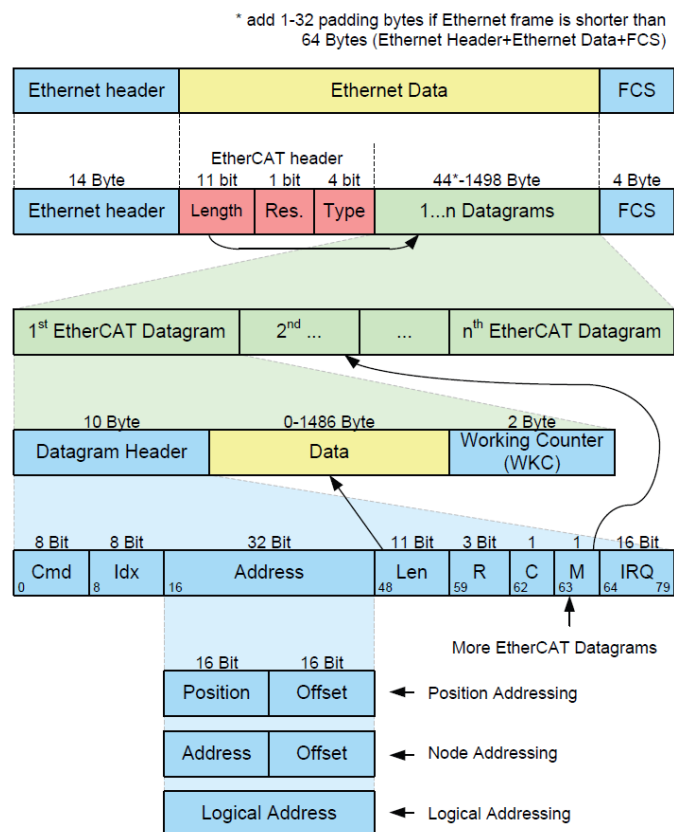 * add 1-32 padding bytes if Ethernet frame is shorter than
64 Bytes (Ethernet Header+Ethernet Data+FCS)
Ethernet header Ethernet Data FCS
EtherCAT header
14 Byte 11 bit 1 bit 4 bit 44*-1498 Byte 4 Byte
Ethernet header Length Res. Type 1...n Datagrams FCS
1st EtherCAT Datagram 2nd ... ... nth EtherCAT Datagram
10 Byte 0-1486 Byte 2 Byte
Datagram Header Data Working Counter
(WKC)
8 Bit 8 Bit 32 Bit 11 Bit 3 Bit 1 1 16 Bit
Cmd Idx Address Len R C M IRQ
0 8 16 48 59 62 63 64 79
More EtherCAT Datagrams
16 Bit 16 Bit
Position Offset Position Addressing
Address Offset Node Addressing
Logical Address Logical Addressing